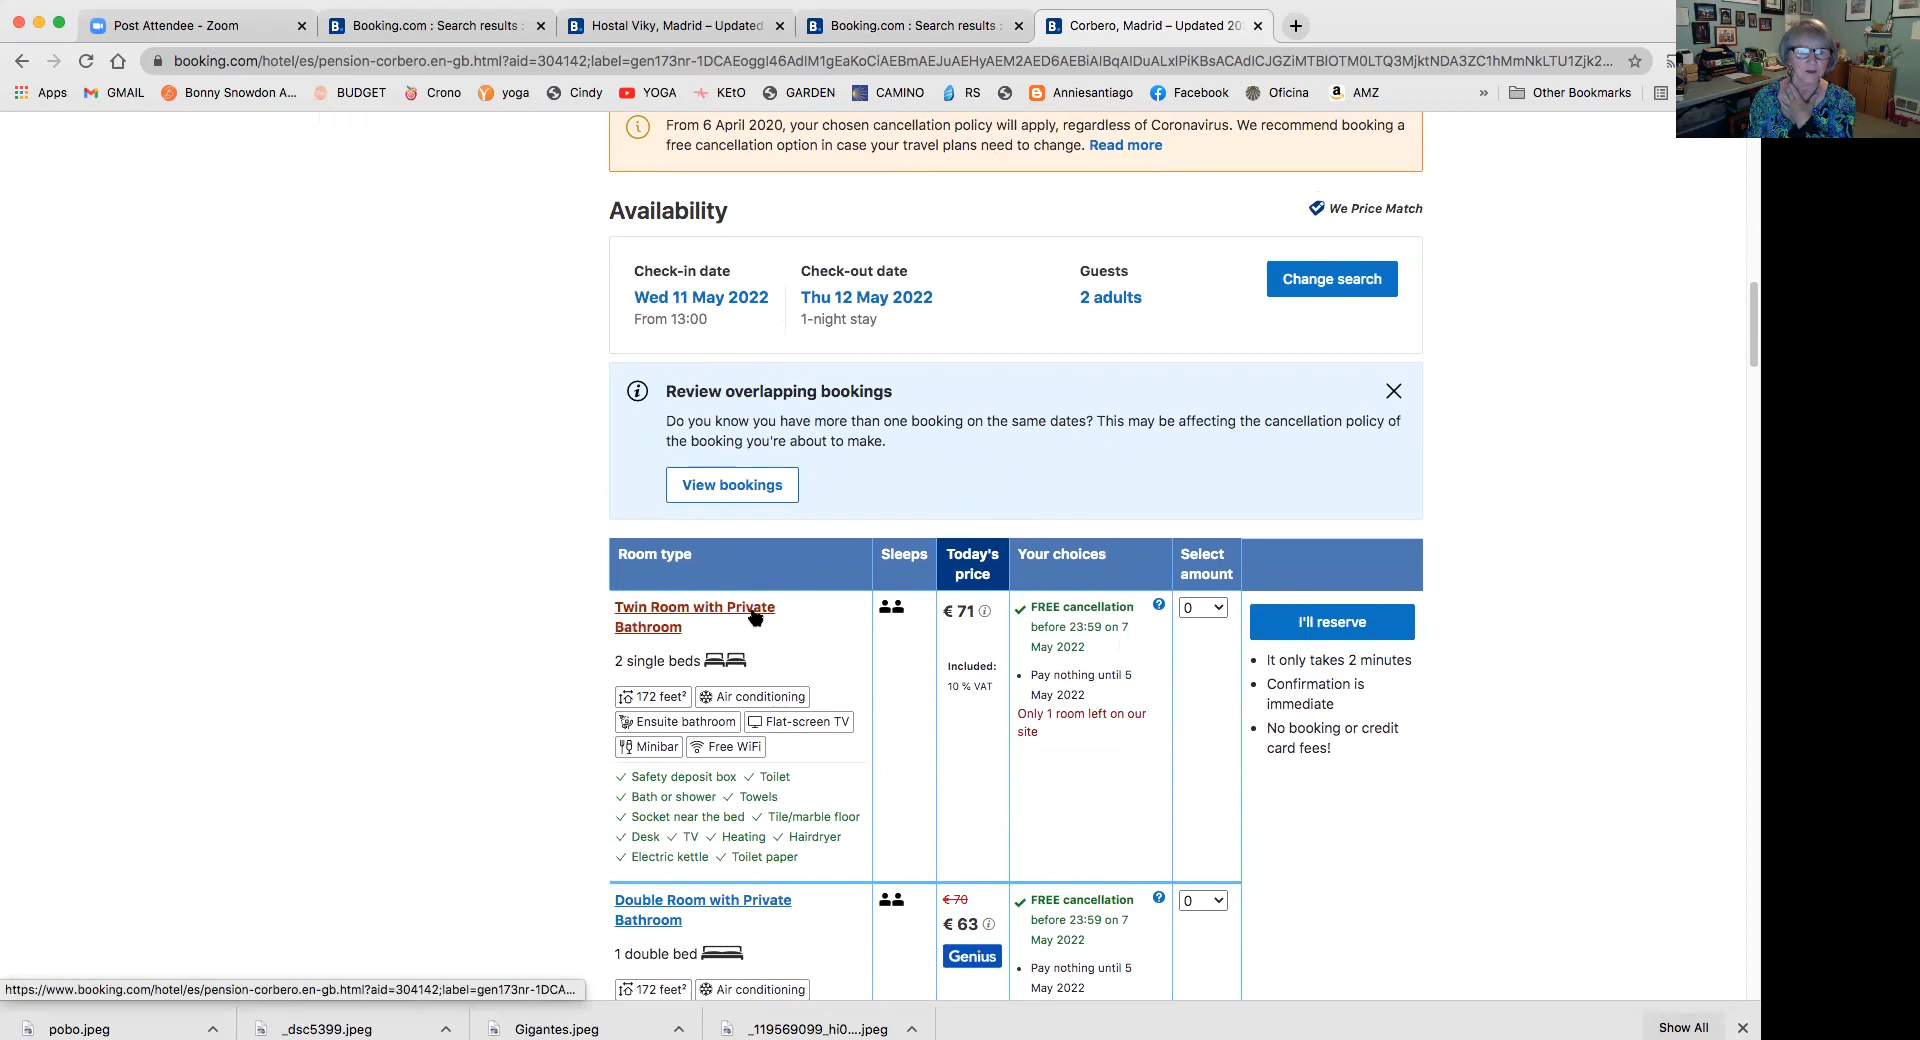 Post Attendee - Zoom
B. Booking.com : Search results :
B. Hostal Viky, Madrid – Updated
B. Booking.com : Search results :
B. Corbero, Madrid – Updated 20
booking.com/hotel/es/pension-corbero.en-gb.html?aid=304142;label=gen173nr-1DCAEoggI46AdIM1gEaKoCiAEBmAEJuAEHyAEM2AED6AEBiAIBqAIDuALxIPiKBsACAdICJGZiMTBlOTM0LTQ3MjktNDA3ZC1hMmNkLTU1Zjk2...
Apps GMAIL Bonny Snowdon A... BUDGET Crono yoga Cindy YOGA KEtO GARDEN CAMINO RS Anniesantiago Facebook Oficina AMZ » Other Bookmarks
From 6 April 2020, your chosen cancellation policy will apply, regardless of Coronavirus. We recommend booking a
free cancellation option in case your travel plans need to change. Read more
Availability
We Price Match
Check-in date
Wed 11 May 2022
From 13:00
Check-out date
Thu 12 May 2022
1-night stay
Guests
2 adults
Change search
Review overlapping bookings
Do you know you have more than one booking on the same dates? This may be affecting the cancellation policy of
the booking you're about to make.
View bookings
Room type
Sleeps
Today's
price
Your choices
Select
amount
Twin Room with Private
Bathroom
2 single beds
172 feet² Air conditioning
Ensuite bathroom Flat-screen TV
Minibar Free WiFi
✓ Safety deposit box ✓ Toilet
✓ Bath or shower ✓ Towels
✓ Socket near the bed ✓ Tile/marble floor
✓ Desk ✓ TV ✓ Heating ✓ Hairdryer
✓ Electric kettle ✓ Toilet paper
€ 71
Included:
10 % VAT
✓ FREE cancellation
before 23:59 on 7
May 2022
• Pay nothing until 5
May 2022
Only 1 room left on our
site
0
I'll reserve
• It only takes 2 minutes
• Confirmation is
immediate
• No booking or credit
card fees!
Double Room with Private
Bathroom
1 double bed
172 feet² Air conditioning
€ 70
€ 63
Genius
✓ FREE cancellation
before 23:59 on 7
May 2022
• Pay nothing until 5
May 2022
0
https://www.booking.com/hotel/es/pension-corbero.en-gb.html?aid=304142;label=gen173nr-1DCA...
pobo.jpeg
_dsc5399.jpeg
Gigantes.jpeg
_119569099_hi0....jpeg
Show All